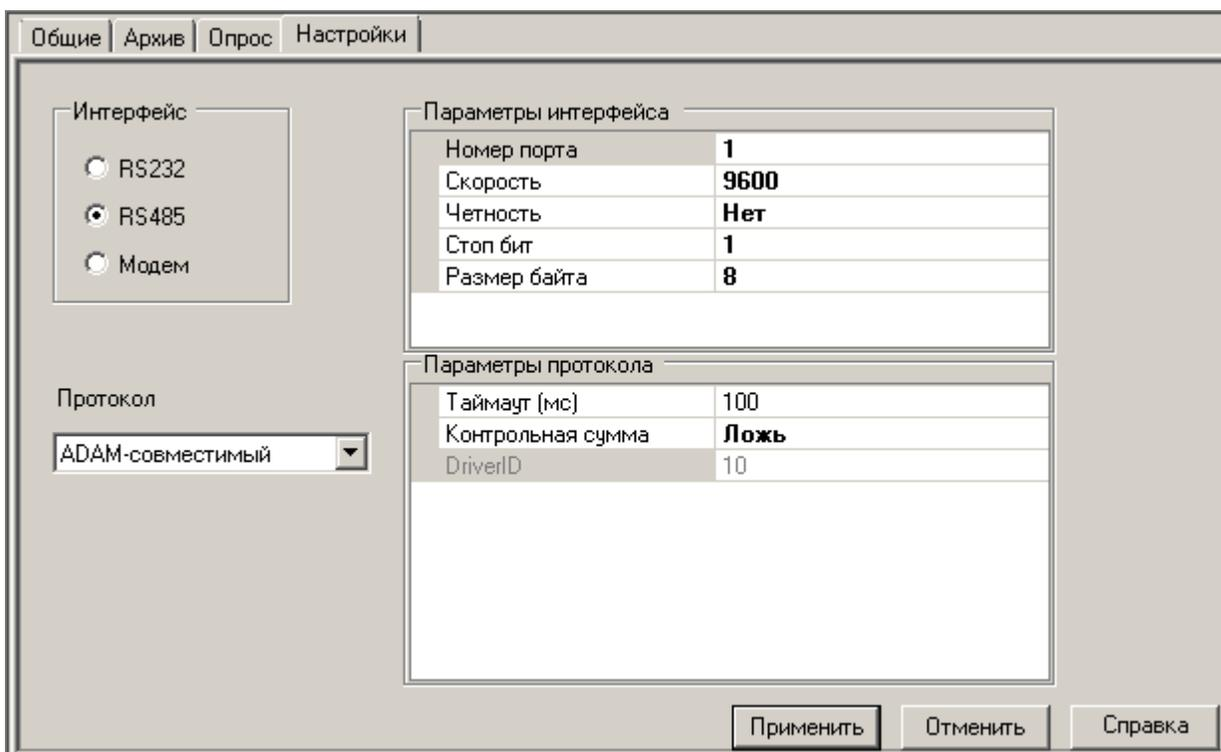 Общие Архив Опрос Настройки
Интерфейс
RS232
RS485
Модем
Протокол
ADAM-совместимый
Параметры интерфейса
Номер порта 1
Скорость 9600
Четность Нет
Стоп бит 1
Размер байта 8
Параметры протокола
Таймаут (мс) 100
Контрольная сумма Ложь
DriverID 10
Применить Отменить Справка